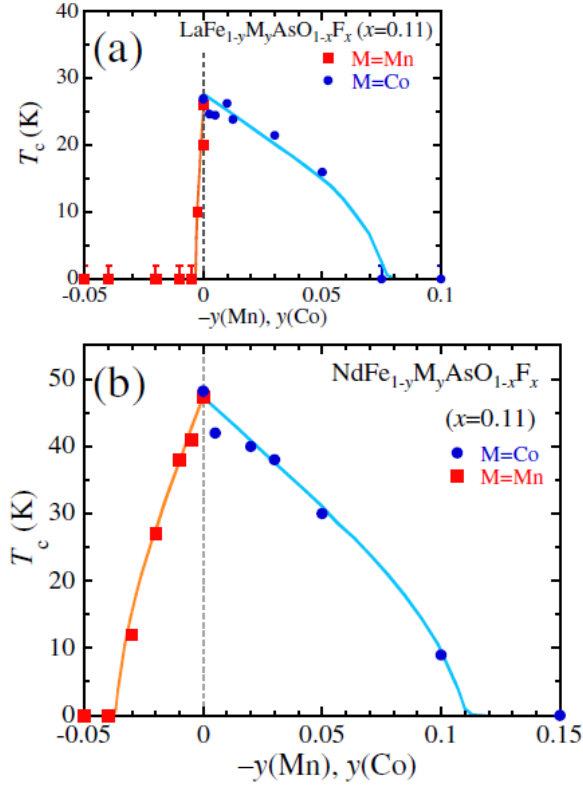 (a)
LaFe1-yMyAsO1-xFx (x=0.11)
M=Mn
M=Co
Tc (K)
40
30
20
10
0
-0.05 0 0.05 0.1
−y(Mn), y(Co)
(b)
NdFe1-yMyAsO1-xFx
(x=0.11)
M=Co
M=Mn
Tc (K)
50
40
30
20
10
0
-0.05 0 0.05 0.1 0.15
−y(Mn), y(Co)